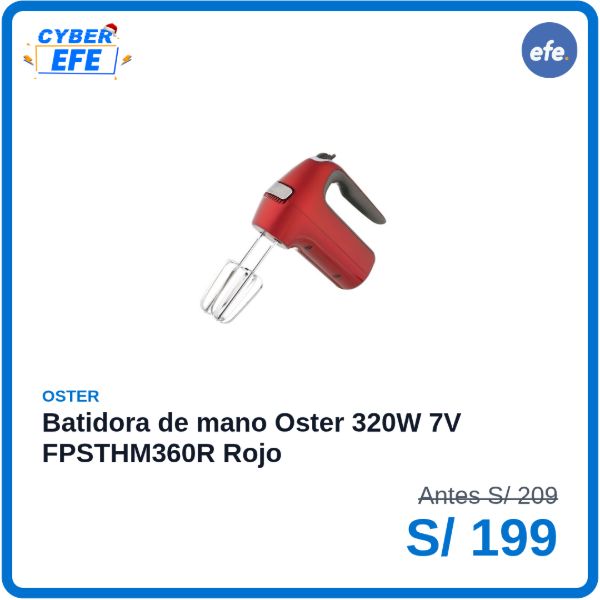 CYBER
EFE
efe.
OSTER
Batidora de mano Oster 320W 7V
FPSTHM360R Rojo
Antes S/ 209
S/ 199